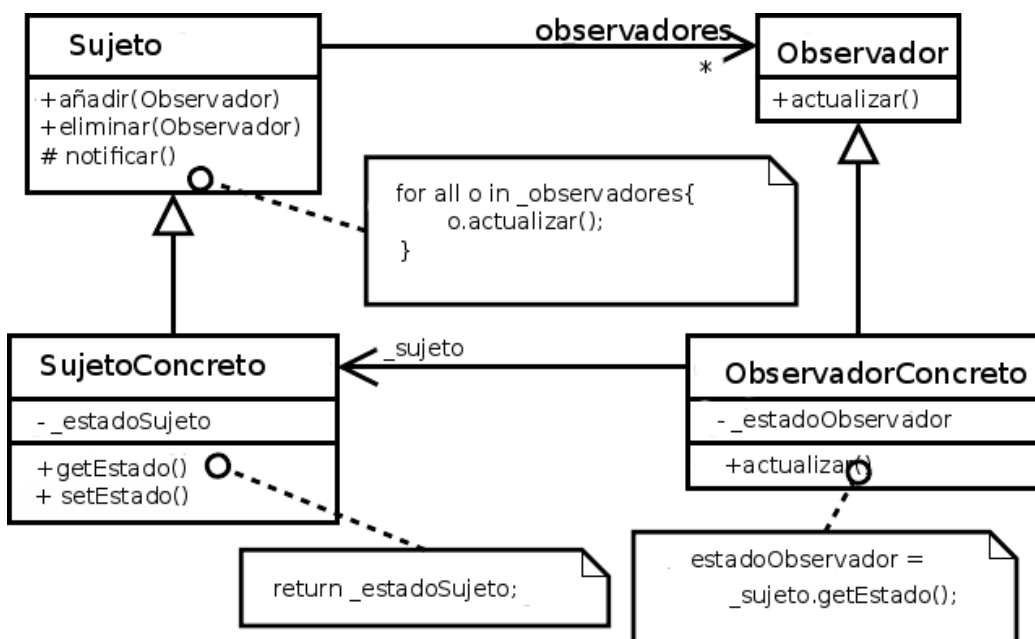 Sujeto
+añadir(Observador)
+eliminar(Observador)
# notificar()
observadores
*
Observador
+actualizar()
for all o in _observadores{
o.actualizar();
}
SujetoConcreto
- _estadoSujeto
+getEstado()
+ setEstado()
_sujeto
ObservadorConcreto
- _estadoObservador
+actualizar()
return _estadoSujeto;
estadoObservador =
_sujeto.getEstado();